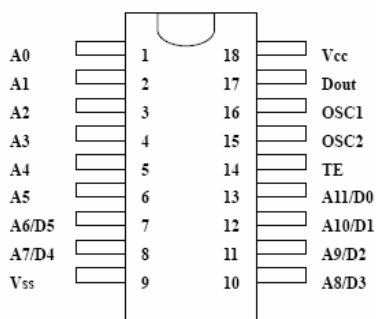 A0 1 18 Vcc
A1 2 17 Dout
A2 3 16 OSC1
A3 4 15 OSC2
A4 5 14 TE
A5 6 13 A11/D0
A6/D5 7 12 A10/D1
A7/D4 8 11 A9/D2
Vss 9 10 A8/D3